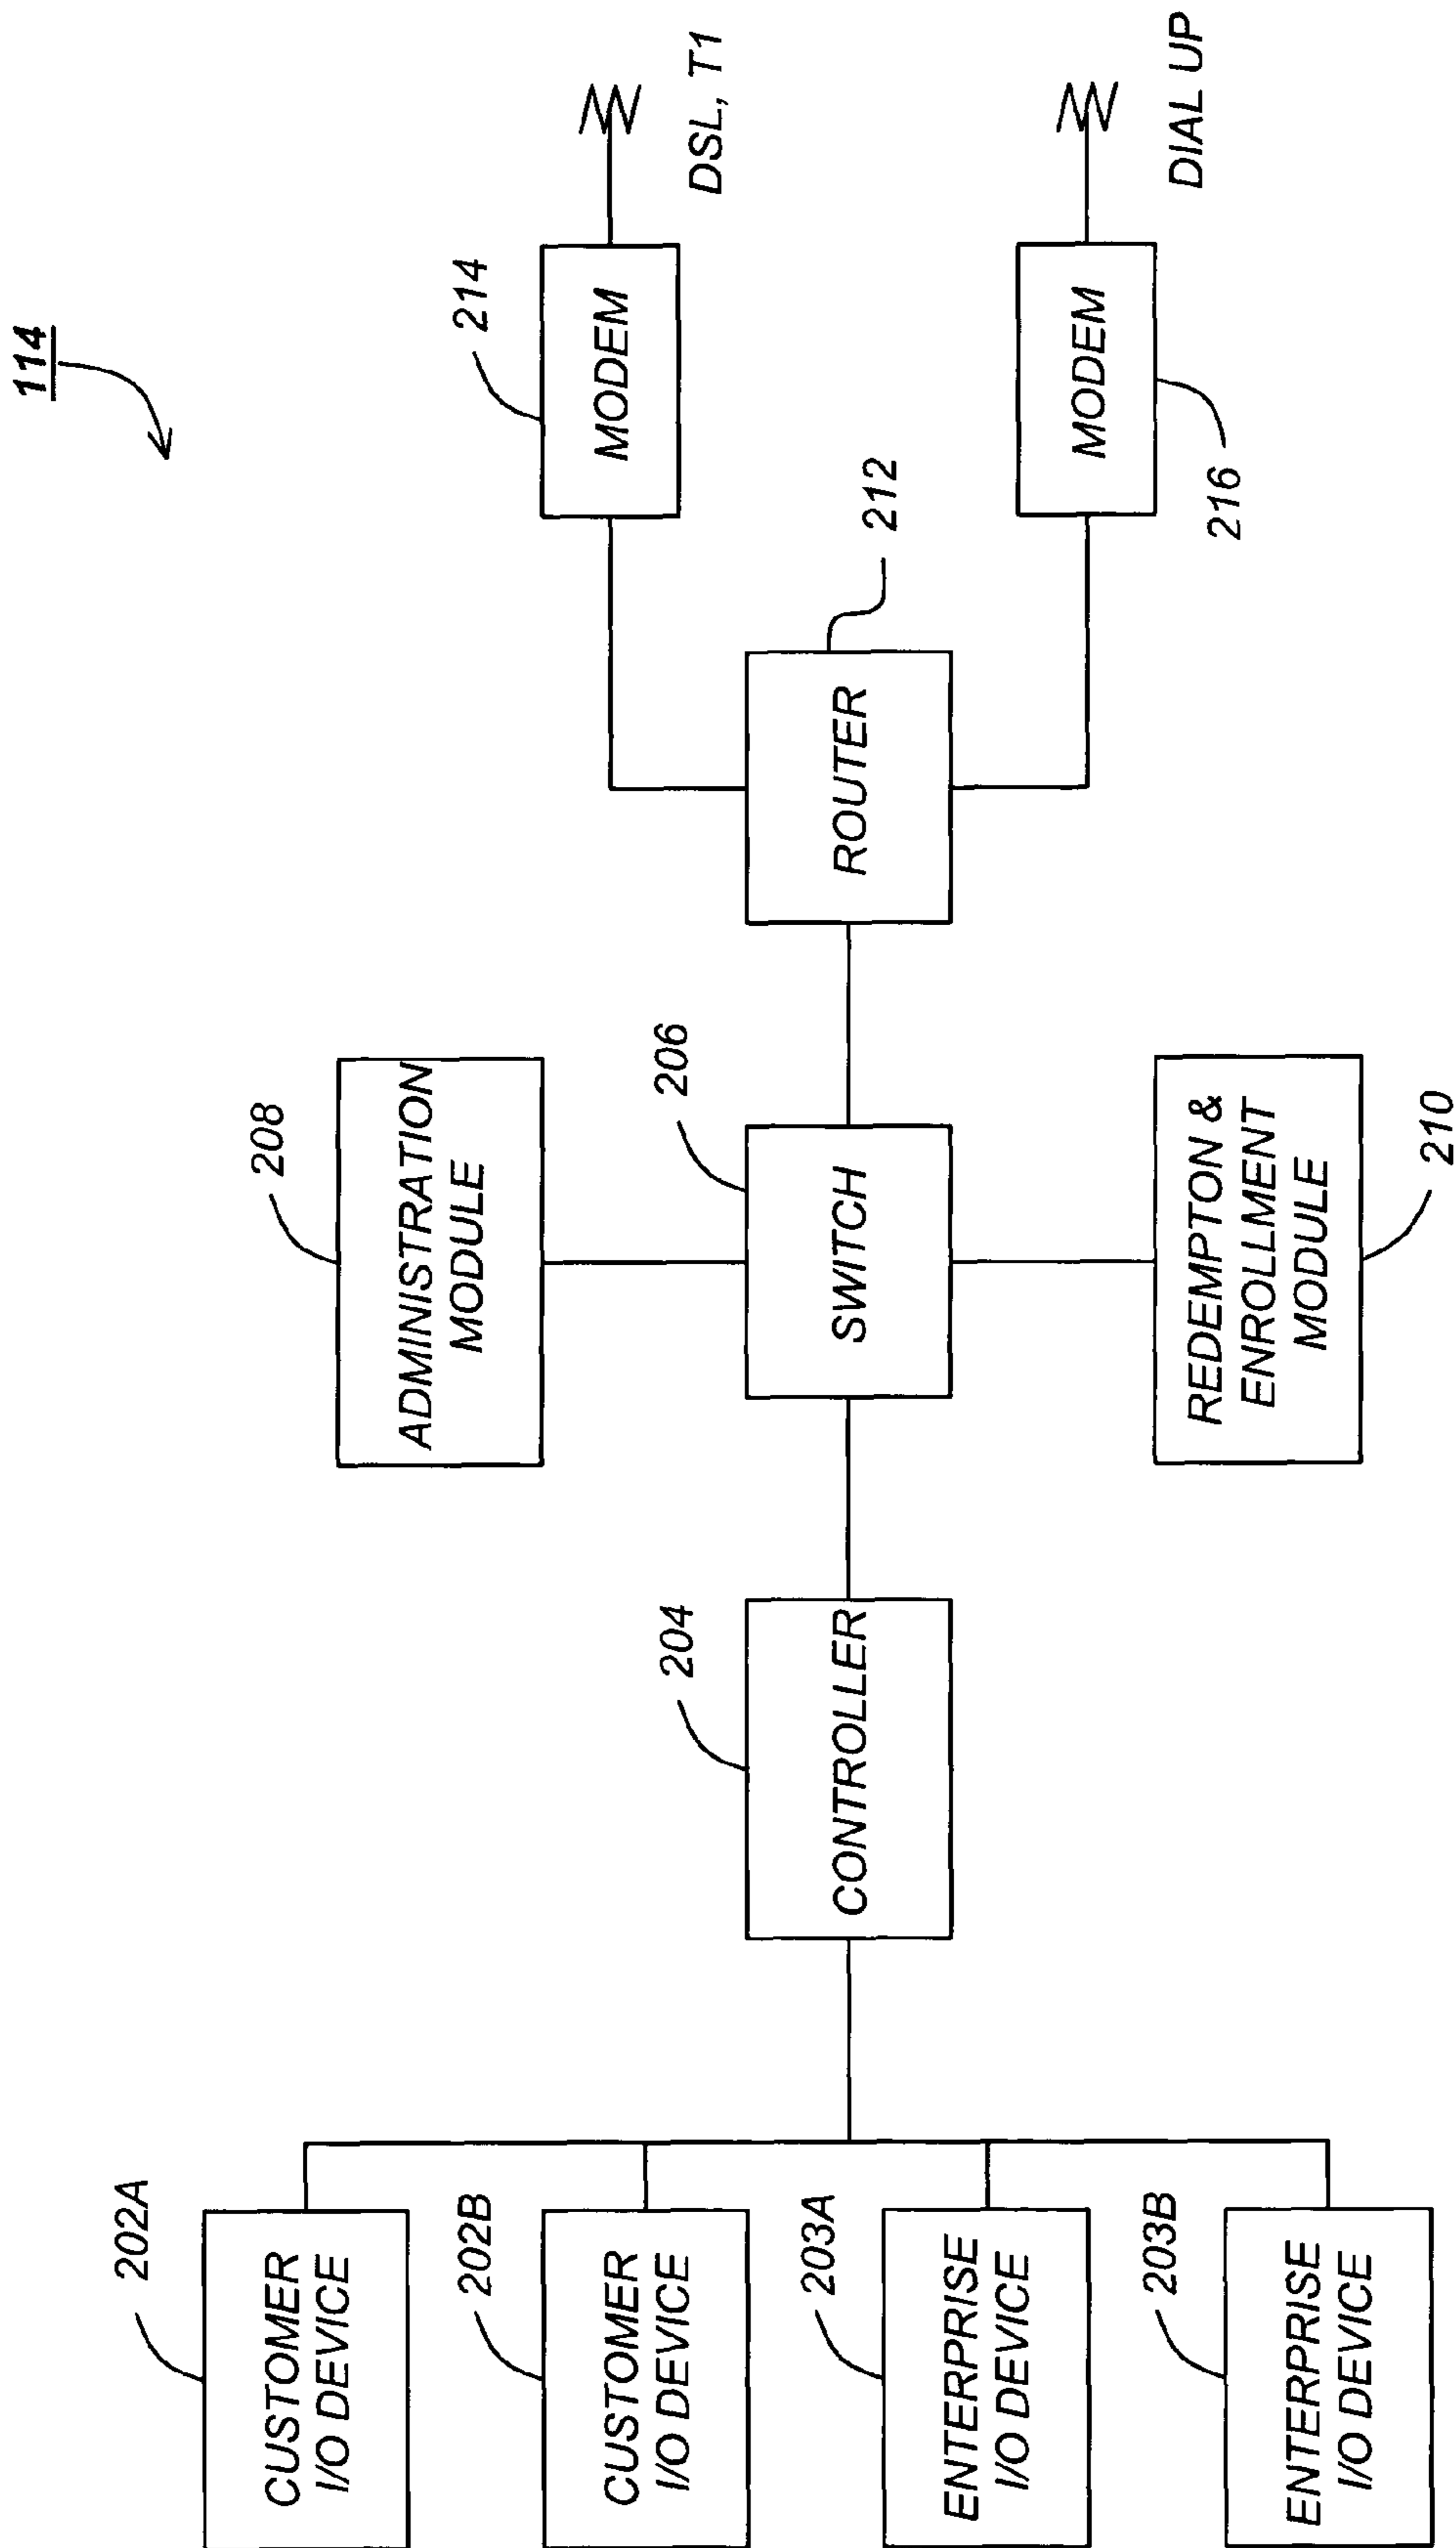 114
202A
CUSTOMER
I/O DEVICE
202B
CUSTOMER
I/O DEVICE
203A
ENTERPRISE
I/O DEVICE
203B
ENTERPRISE
I/O DEVICE
204
CONTROLLER
208
ADMINISTRATION
MODULE
206
SWITCH
REDEMPTON &
ENROLLMENT
MODULE
210
212
ROUTER
214
MODEM
DSL, T1
MODEM
216
DIAL UP